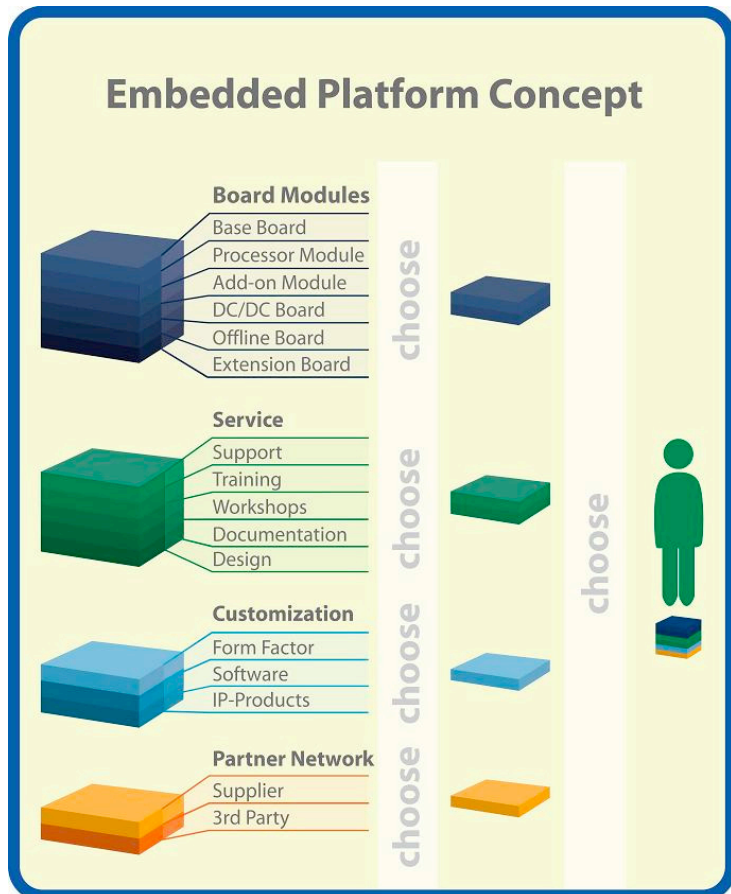 Embedded Platform Concept
Board Modules
Base Board
Processor Module
Add-on Module
DC/DC Board
Offline Board
Extension Board
choose
Service
Support
Training
Workshops
Documentation
Design
choose
Customization
Form Factor
Software
IP-Products
choose
Partner Network
Supplier
3rd Party
choose
choose